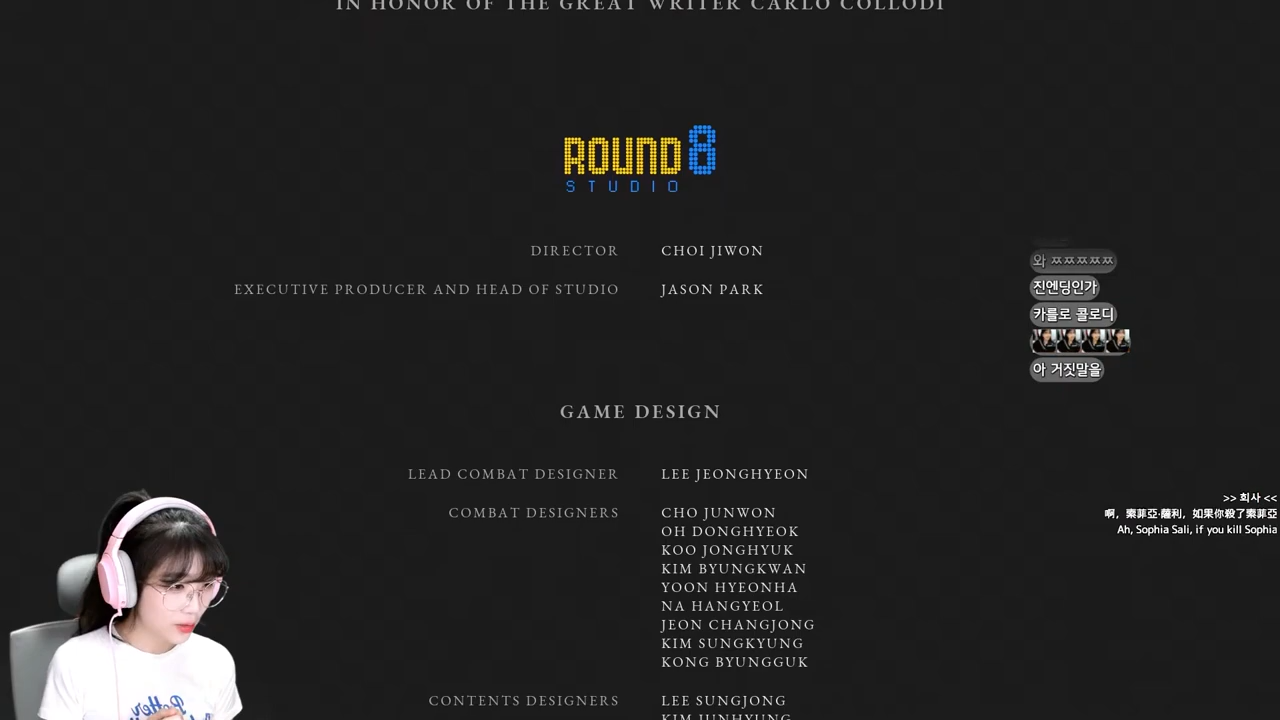 IN HONOR OF THE GREAT WRITER CARLO COLLODI
ROUND8
STUDIO
DIRECTOR CHOI JIWON
EXECUTIVE PRODUCER AND HEAD OF STUDIO JASON PARK
GAME DESIGN
LEAD COMBAT DESIGNER LEE JEONGHYEON
COMBAT DESIGNERS CHO JUNWON
OH DONGHYEOK
KOO JONGHYUK
KIM BYUNGKWAN
YOON HYEONHA
NA HANGYEOL
JEON CHANGJONG
KIM SUNGKYUNG
KONG BYUNGGUK
CONTENTS DESIGNERS LEE SUNGJONG
KIM JUNHYUNG
와 ㅉㅉㅉㅉㅉ
진엔딩인가
카를로 콜로디
아 거짓말을
>> 희사 <<
啊，索菲亞·薩利，如果你殺了索菲亞
Ah, Sophia Sali, if you kill Sophia